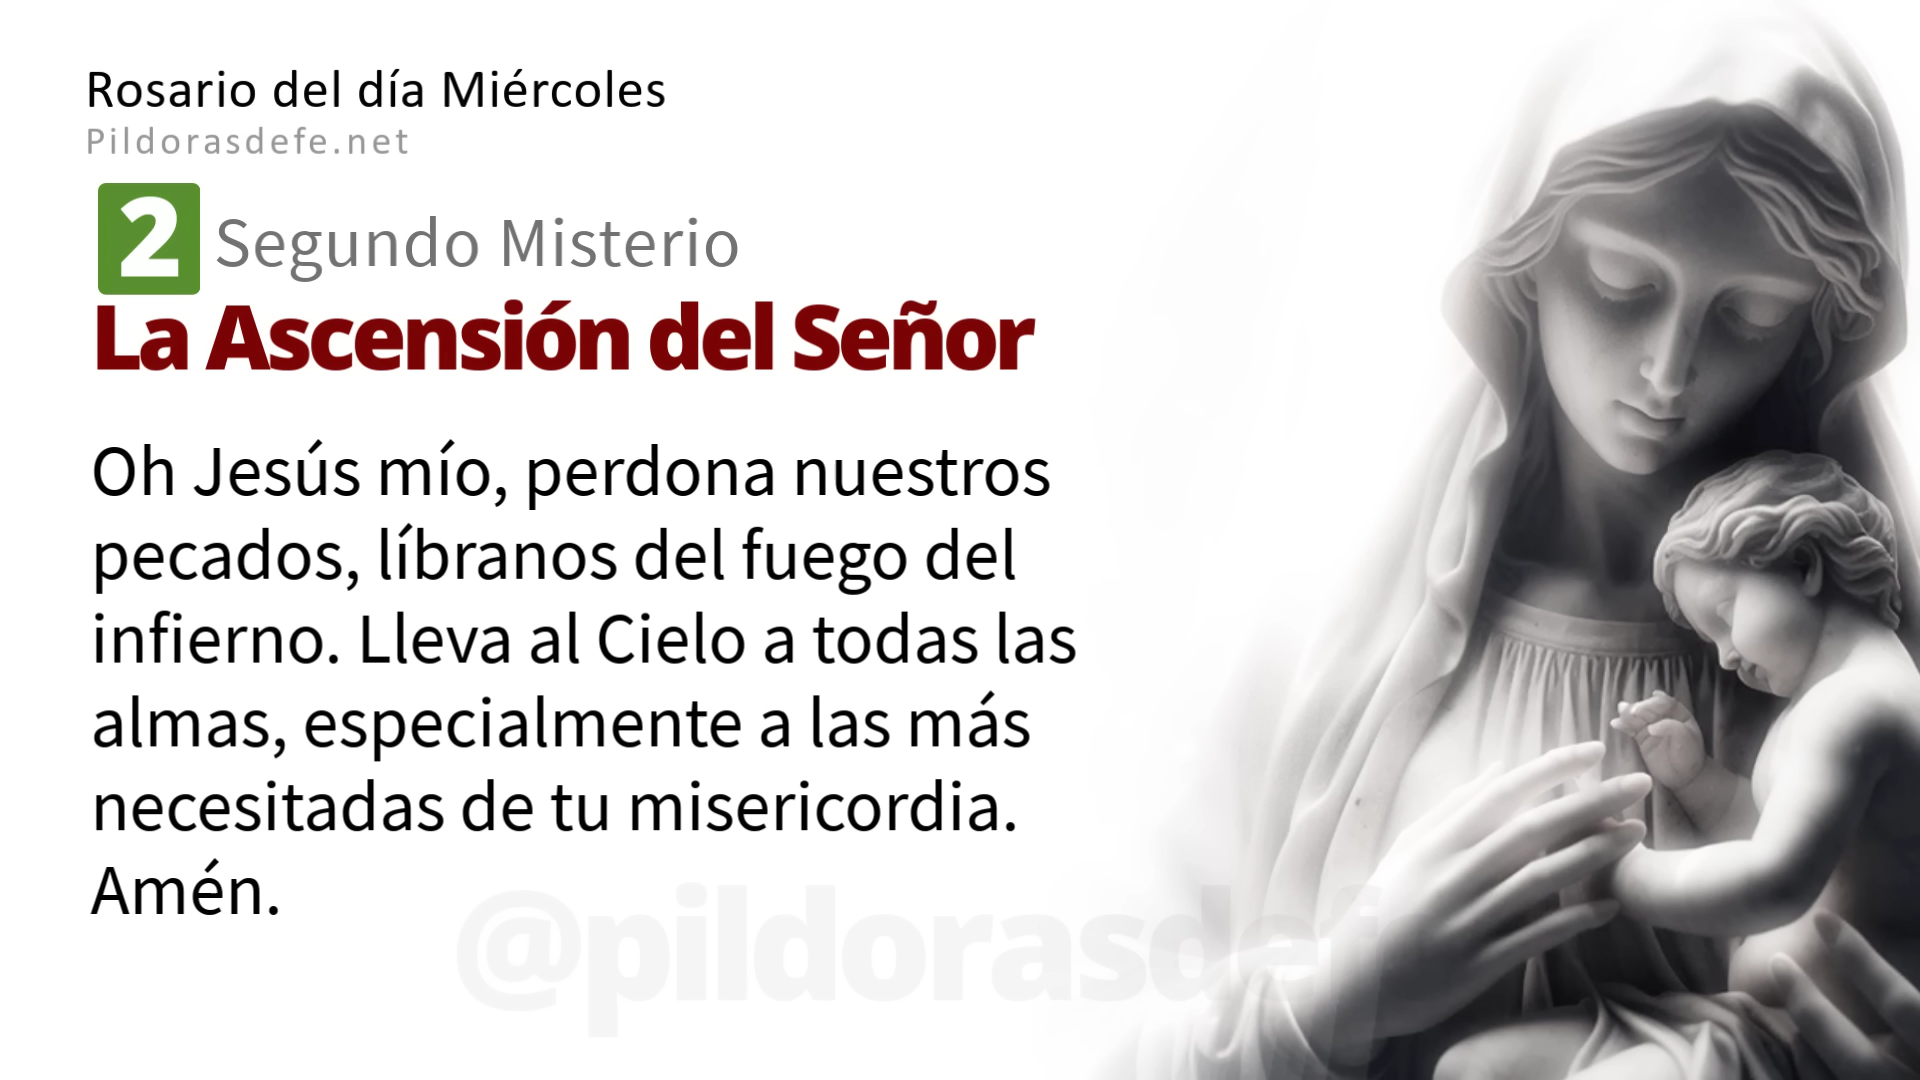 Rosario del día Miércoles
Pildorasdefe.net
2 Segundo Misterio
La Ascensión del Señor
Oh Jesús mío, perdona nuestros
pecados, líbranos del fuego del
infierno. Lleva al Cielo a todas las
almas, especialmente a las más
necesitadas de tu misericordia.
Amén.
@pildorasdefe